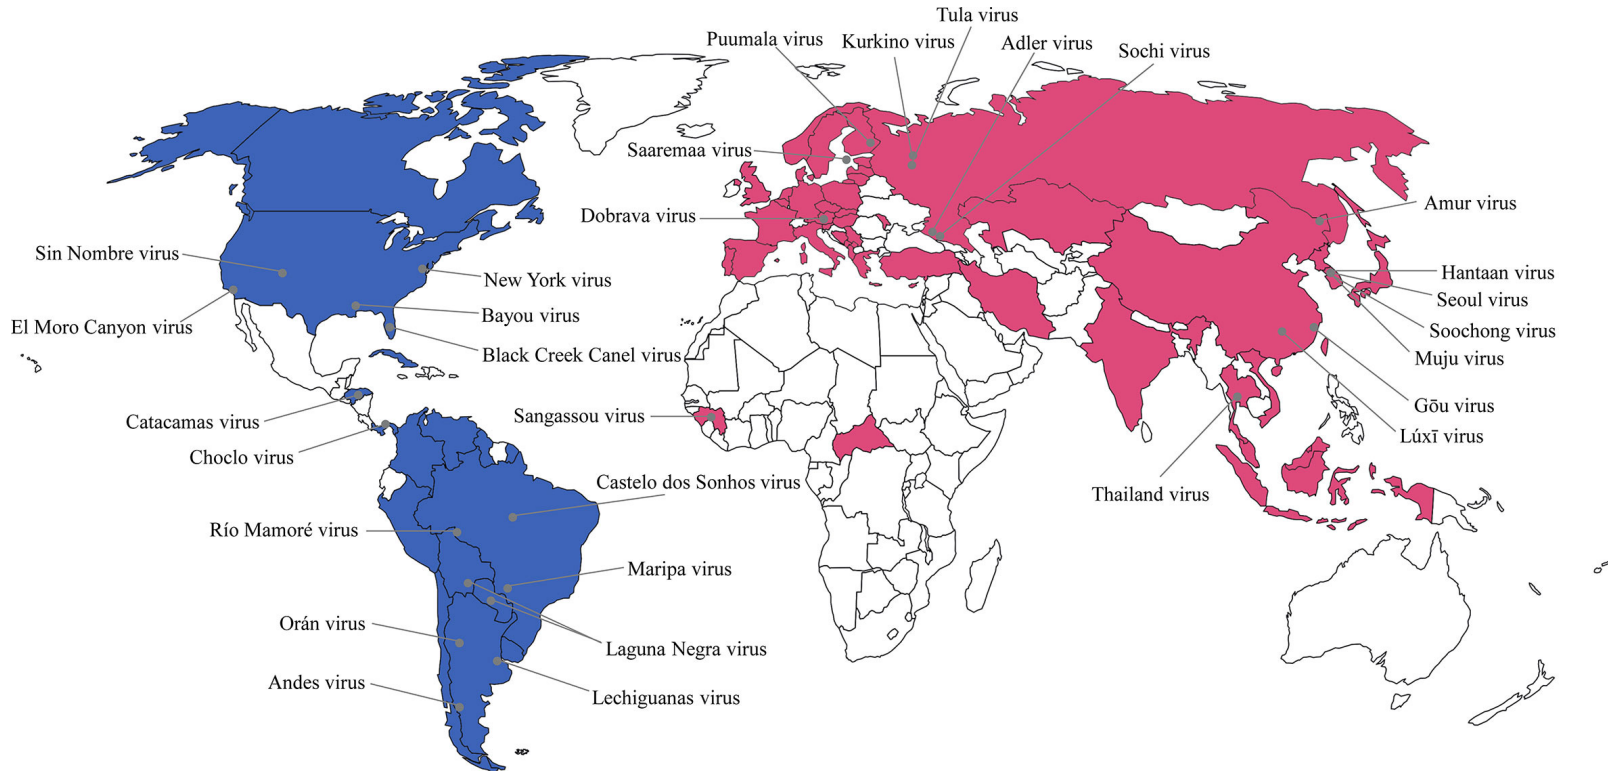 Tula virus
Puumala virus
Kurkino virus
Adler virus
Sochi virus
Saaremaa virus
Dobrava virus
Amur virus
Sin Nombre virus
New York virus
Hantaan virus
Seoul virus
El Moro Canyon virus
Bayou virus
Soochong virus
Black Creek Canel virus
Muju virus
Catacamas virus
Sangassou virus
Gōu virus
Choclo virus
Lúxī virus
Castelo dos Sonhos virus
Thailand virus
Río Mamoré virus
Maripa virus
Orán virus
Laguna Negra virus
Andes virus
Lechiguanas virus